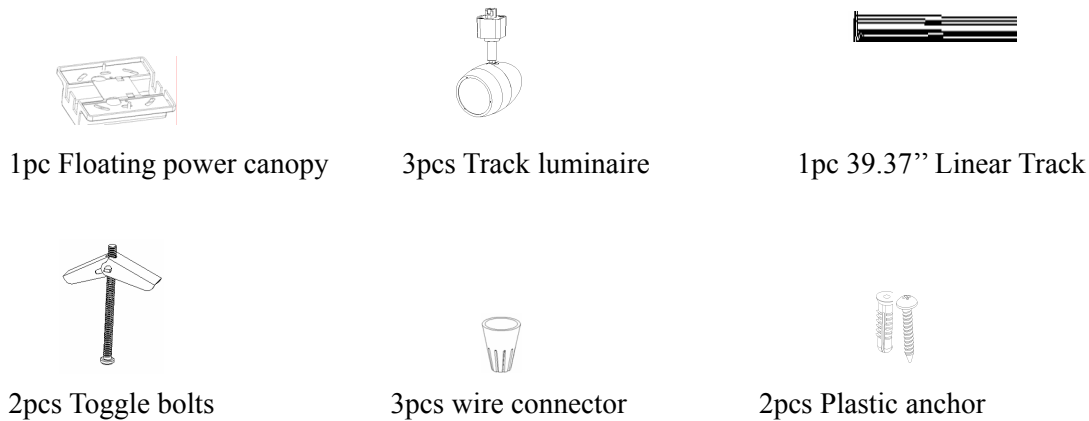 1pc Floating power canopy
3pcs Track luminaire
1pc 39.37’’ Linear Track
2pcs Toggle bolts
3pcs wire connector
2pcs Plastic anchor